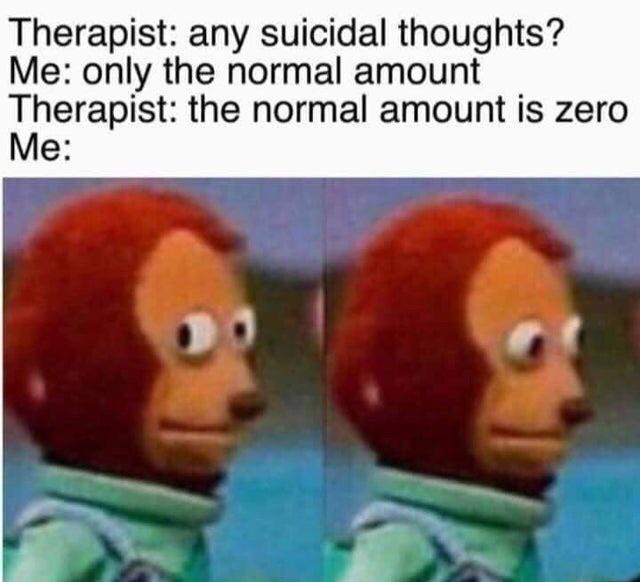 Therapist: any suicidal thoughts?
Me: only the normal amount
Therapist: the normal amount is zero
Me: